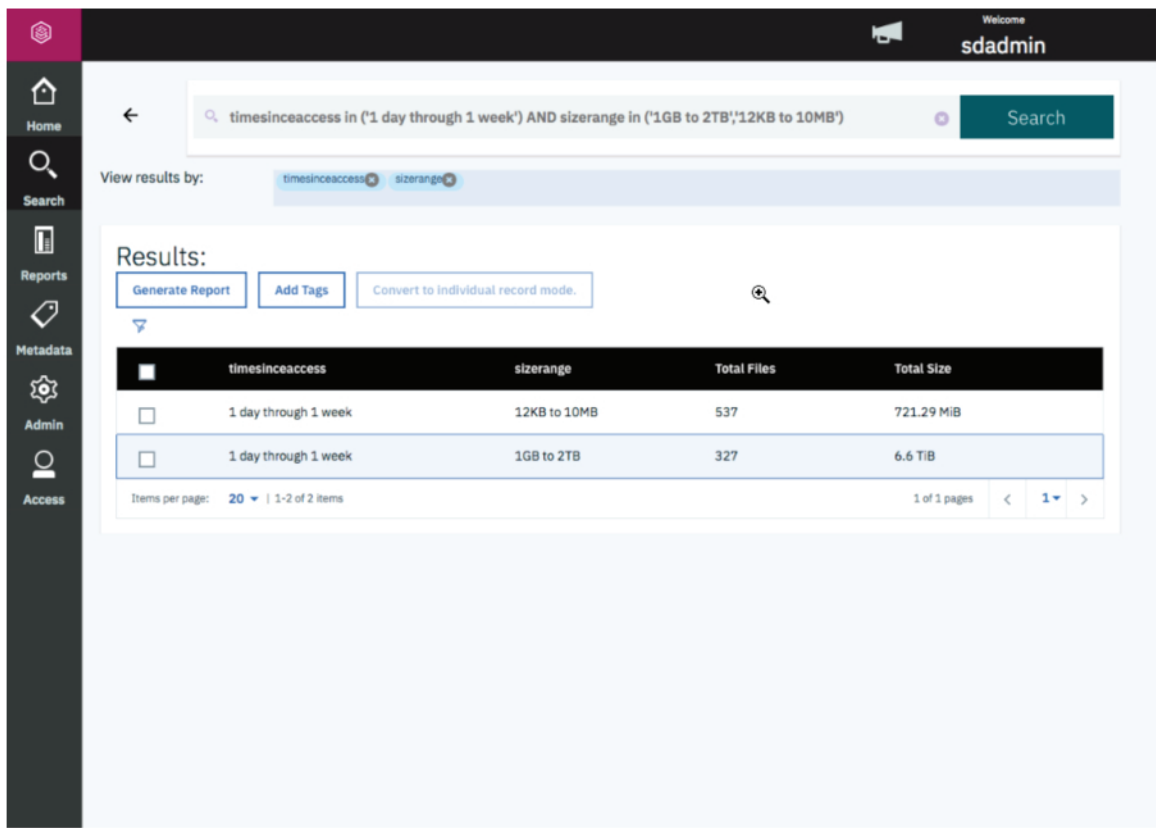 Welcome
sdadmin
Home
Search
Reports
Metadata
Admin
Access
timesinceaccess in ('1 day through 1 week') AND sizerange in ('1GB to 2TB','12KB to 10MB')
Search
View results by:
timesinceaccess sizerange
Results:
Generate Report Add Tags Convert to individual record mode.
timesinceaccess sizerange Total Files Total Size
1 day through 1 week 12KB to 10MB 537 721.29 MiB
1 day through 1 week 1GB to 2TB 327 6.6 TiB
Items per page: 20 | 1-2 of 2 items 1 of 1 pages < 1 >